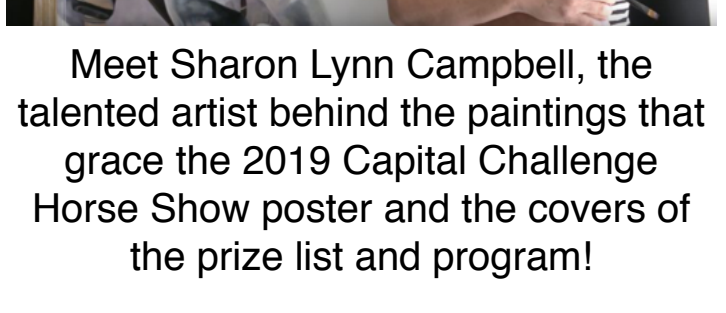 Meet Sharon Lynn Campbell, the
talented artist behind the paintings that
grace the 2019 Capital Challenge
Horse Show poster and the covers of
the prize list and program!